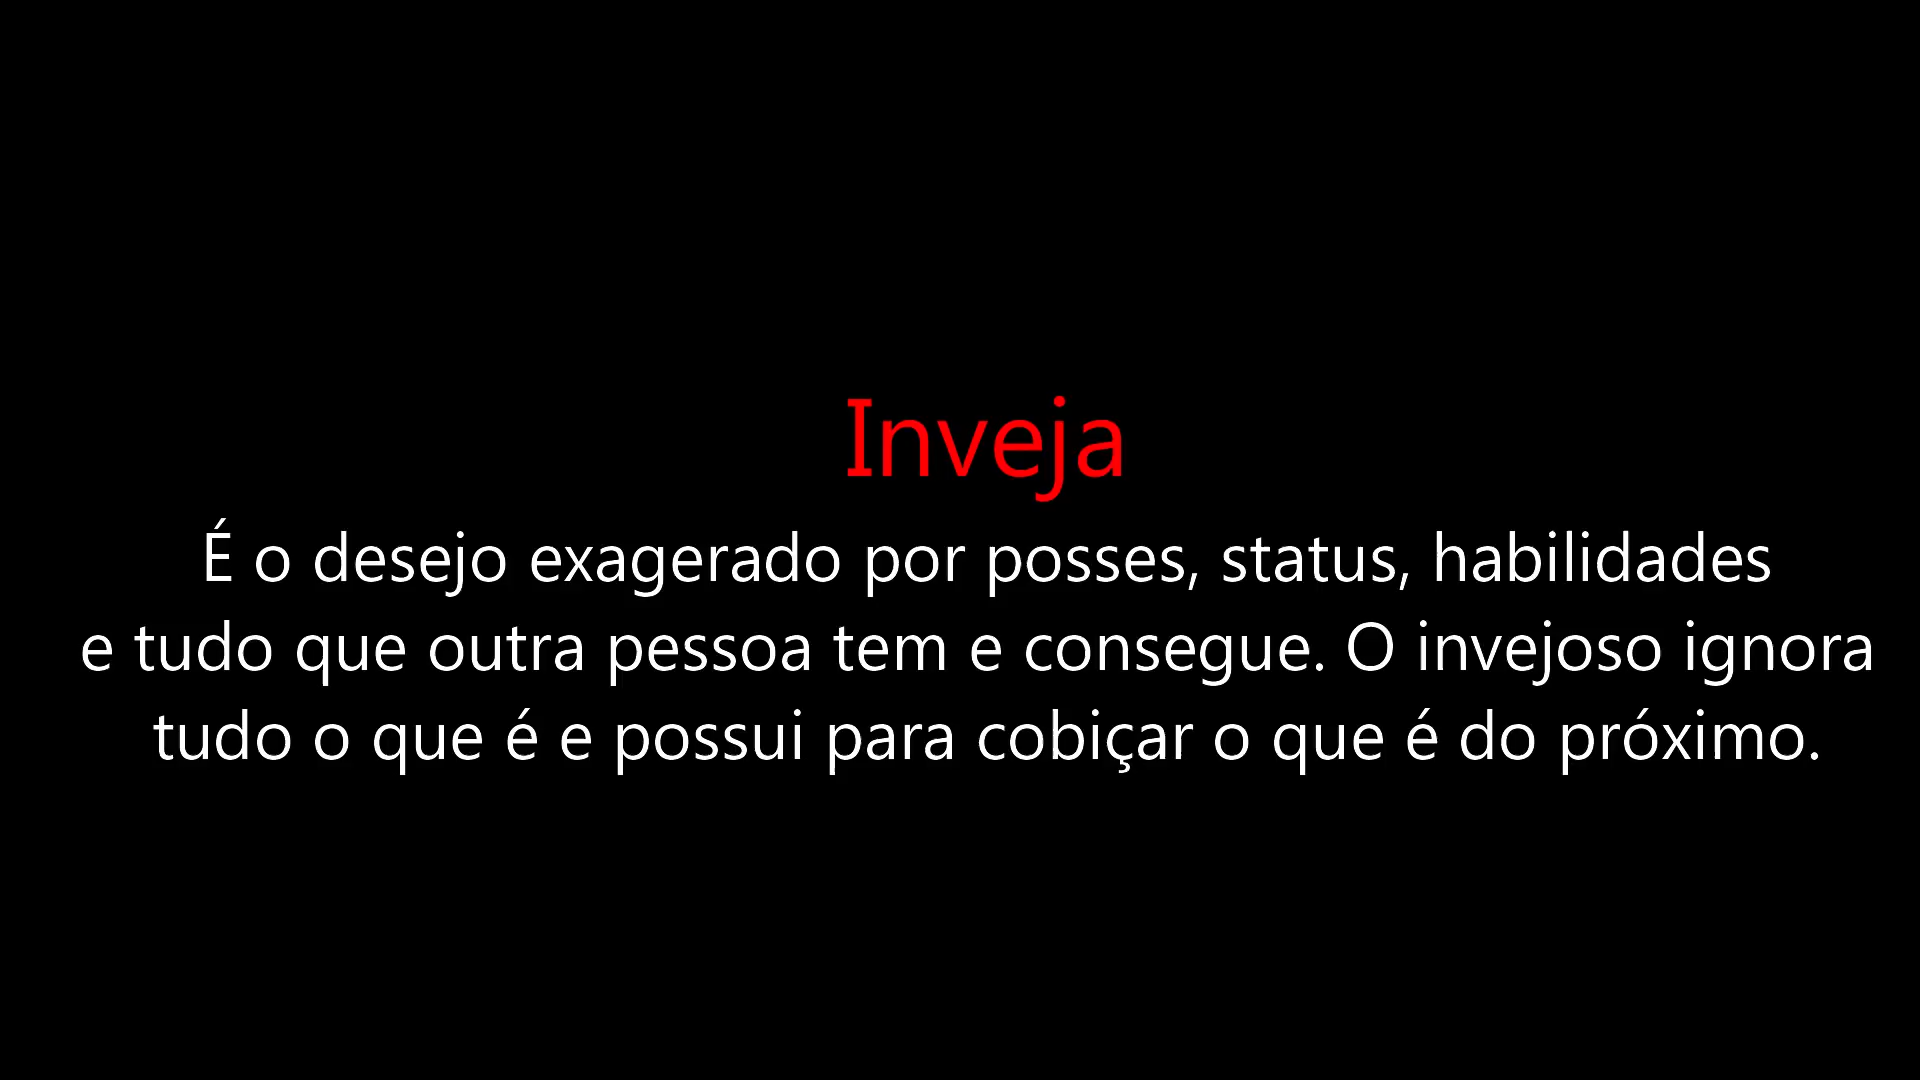 Inveja
É o desejo exagerado por posses, status, habilidades
e tudo que outra pessoa tem e consegue. O invejoso ignora
tudo o que é e possui para cobiçar o que é do próximo.